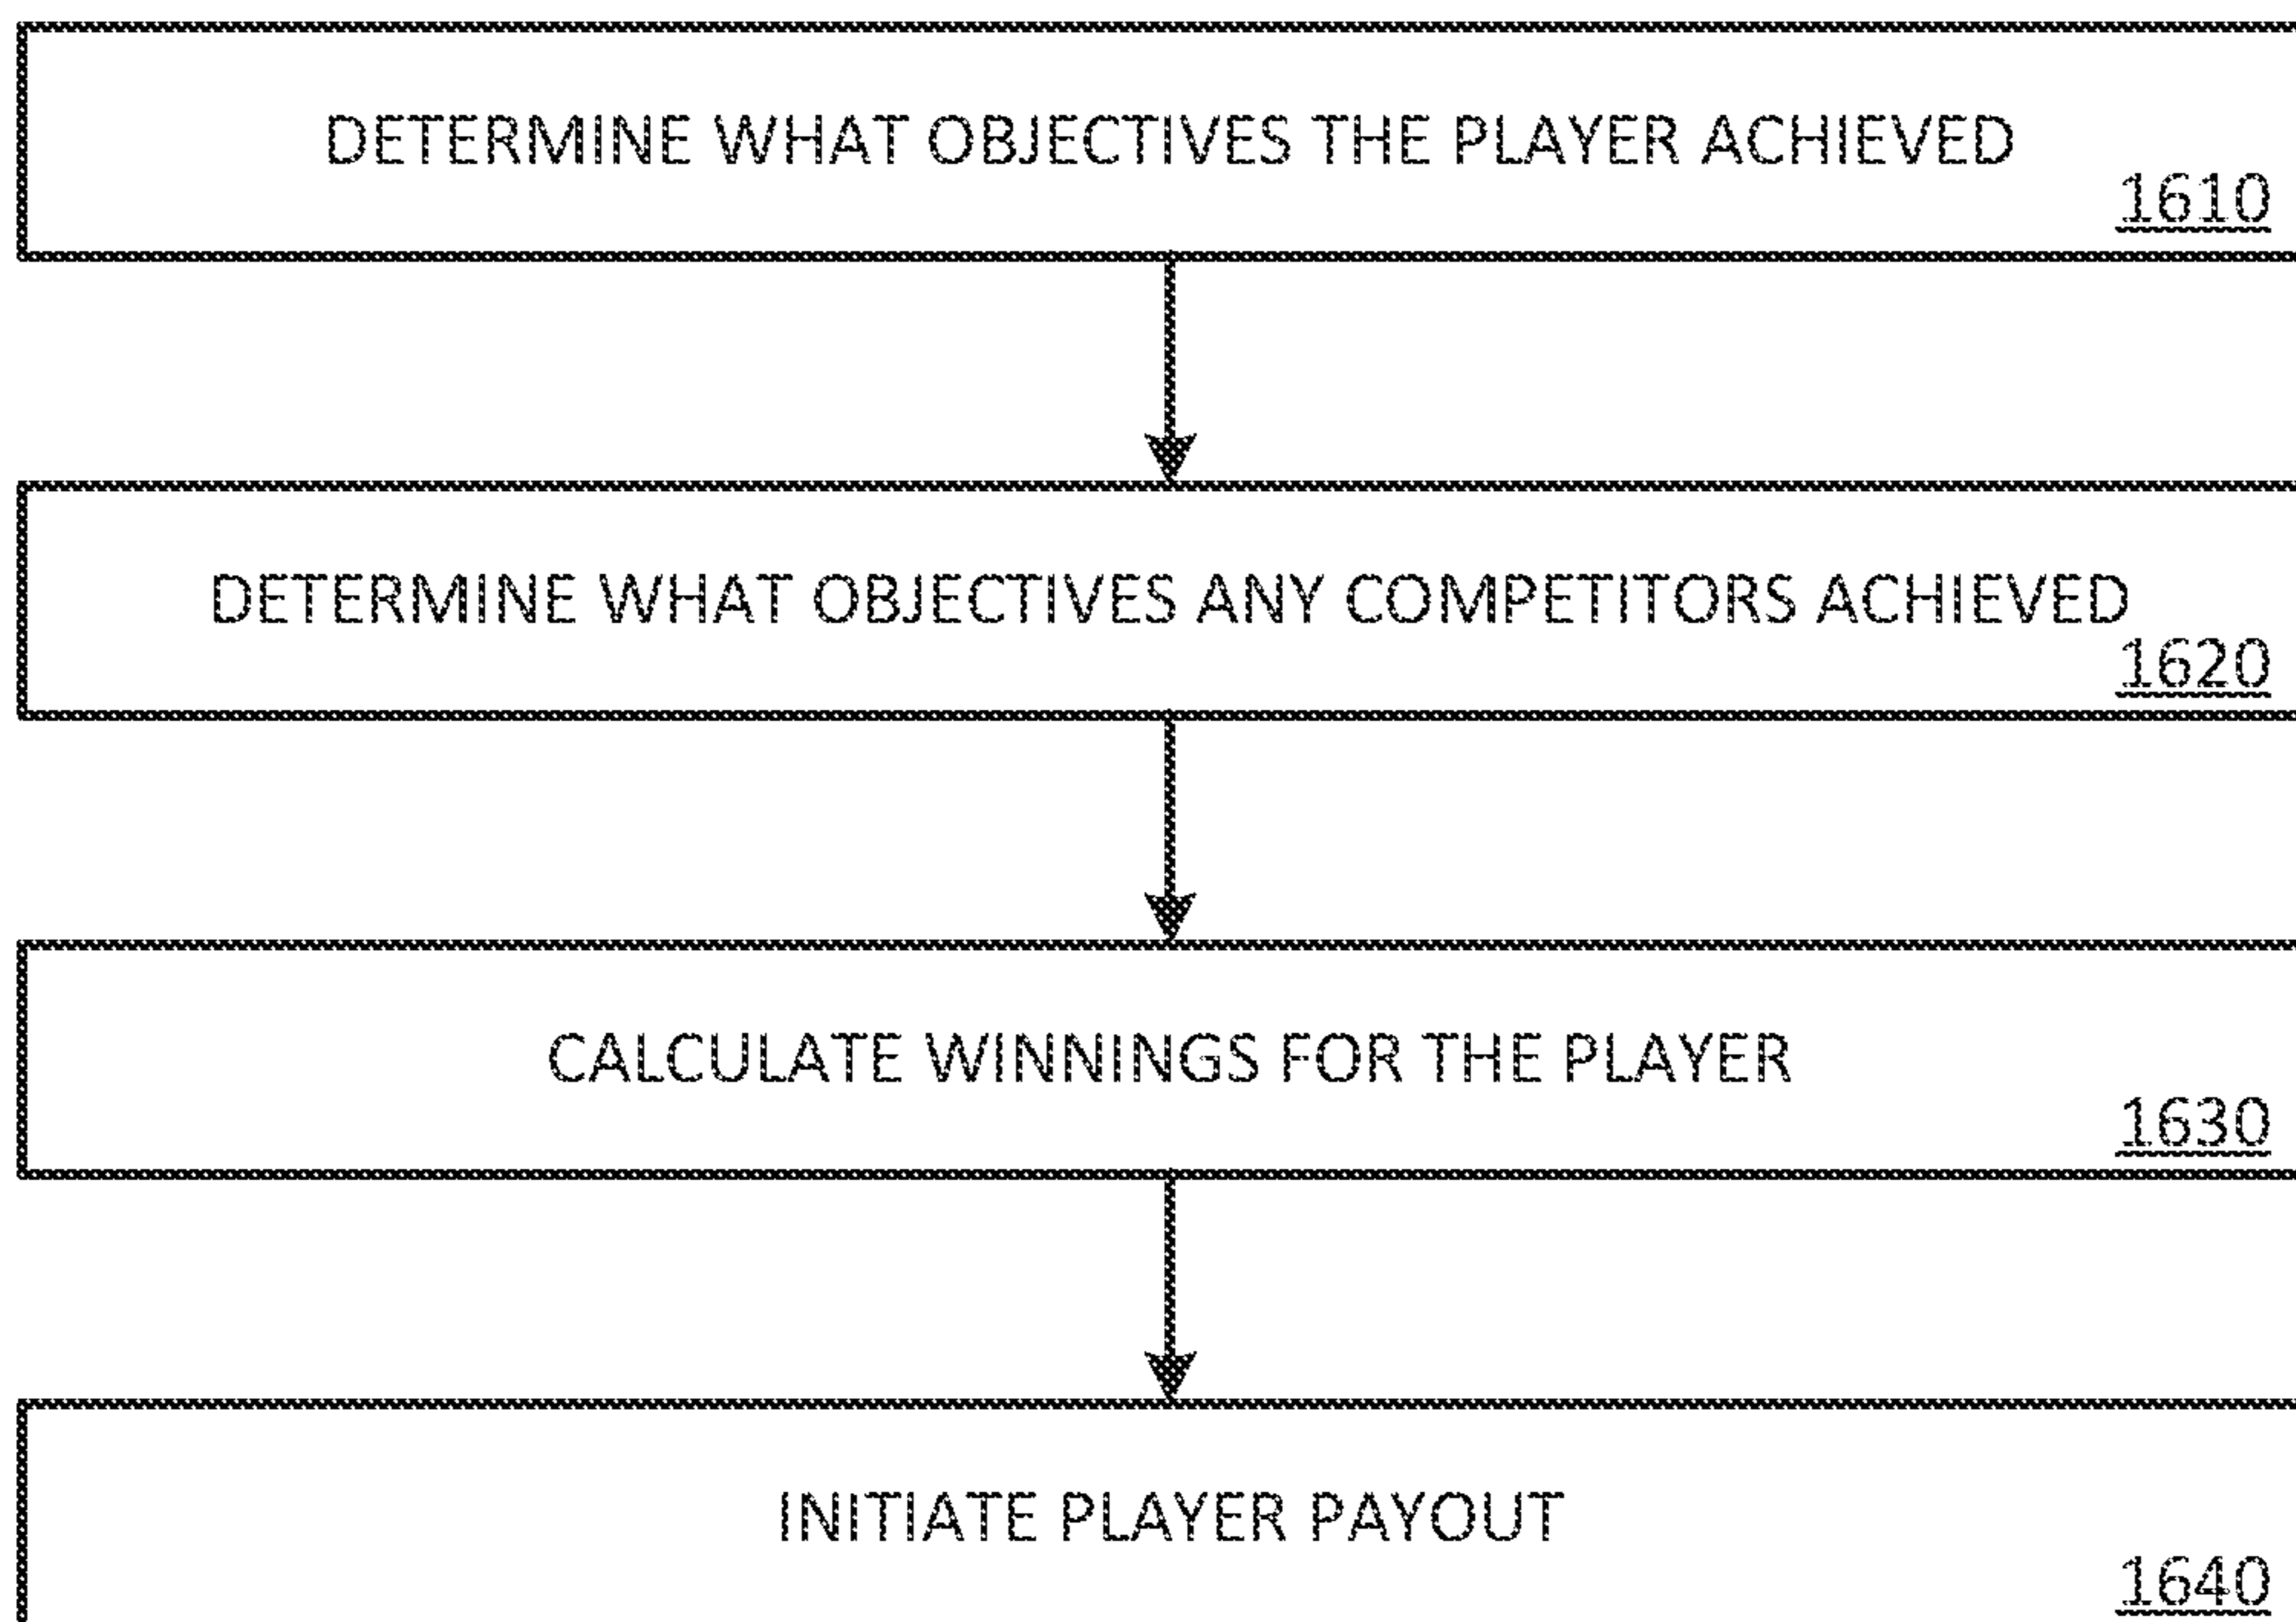 DETERMINE WHAT OBJECTIVES THE PLAYER ACHIEVED
1610
DETERMINE WHAT OBJECTIVES ANY COMPETITORS ACHIEVED
1620
CALCULATE WINNINGS FOR THE PLAYER
1630
INITIATE PLAYER PAYOUT
1640